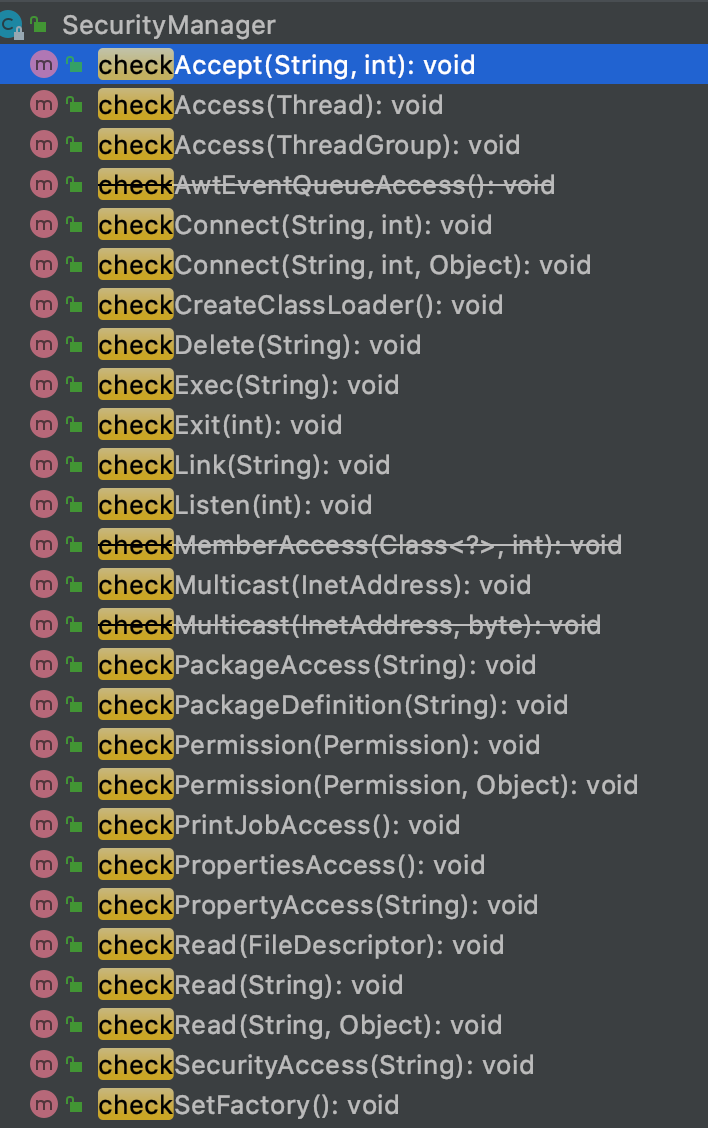 SecurityManager
checkAccept(String, int): void
checkAccess(Thread): void
checkAccess(ThreadGroup): void
checkAwtEventQueueAccess(): void
checkConnect(String, int): void
checkConnect(String, int, Object): void
checkCreateClassLoader(): void
checkDelete(String): void
checkExec(String): void
checkExit(int): void
checkLink(String): void
checkListen(int): void
checkMemberAccess(Class<?>, int): void
checkMulticast(InetAddress): void
checkMulticast(InetAddress, byte): void
checkPackageAccess(String): void
checkPackageDefinition(String): void
checkPermission(Permission): void
checkPermission(Permission, Object): void
checkPrintJobAccess(): void
checkPropertiesAccess(): void
checkPropertyAccess(String): void
checkRead(FileDescriptor): void
checkRead(String): void
checkRead(String, Object): void
checkSecurityAccess(String): void
checkSetFactory(): void